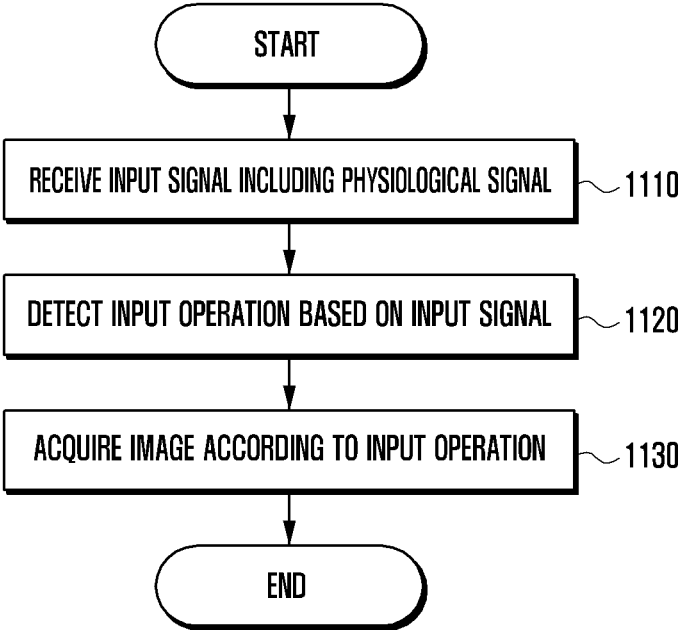 START
RECEIVE INPUT SIGNAL INCLUDING PHYSIOLOGICAL SIGNAL
1110
DETECT INPUT OPERATION BASED ON INPUT SIGNAL
1120
ACQUIRE IMAGE ACCORDING TO INPUT OPERATION
1130
END